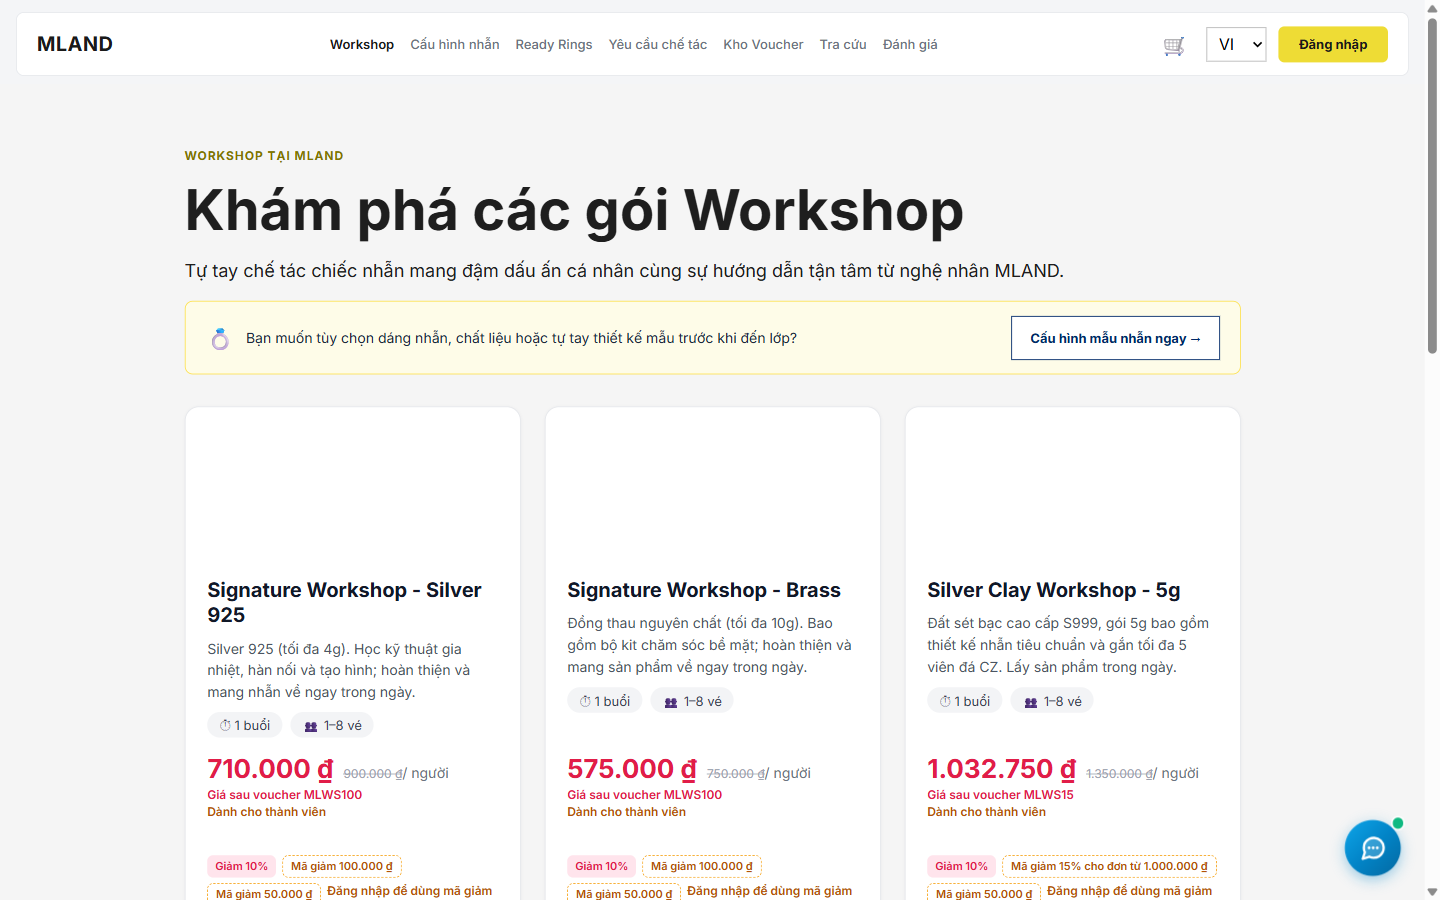 MLAND
Workshop Cấu hình nhẫn Ready Rings Yêu cầu chế tác Kho Voucher Tra cứu Đánh giá
VI
Đăng nhập
WORKSHOP TẠI MLAND
Khám phá các gói Workshop
Tự tay chế tác chiếc nhẫn mang đậm dấu ấn cá nhân cùng sự hướng dẫn tận tâm từ nghệ nhân MLAND.
Bạn muốn tùy chọn dáng nhẫn, chất liệu hoặc tự tay thiết kế mẫu trước khi đến lớp?
Cấu hình mẫu nhẫn ngay →
Signature Workshop - Silver
925
Silver 925 (tối đa 4g). Học kỹ thuật gia
nhiệt, hàn nối và tạo hình; hoàn thiện và
mang nhẫn về ngay trong ngày.
1 buổi
1–8 vé
710.000 ₫ 900.000 ₫/ người
Giá sau voucher MLWS100
Dành cho thành viên
Giảm 10%
Mã giảm 100.000 ₫
Mã giảm 50.000 ₫
Đăng nhập để dùng mã giảm
Signature Workshop - Brass
Đồng thau nguyên chất (tối đa 10g). Bao
gồm bộ kit chăm sóc bề mặt; hoàn thiện và
mang sản phẩm về ngay trong ngày.
1 buổi
1–8 vé
575.000 ₫ 750.000 ₫/ người
Giá sau voucher MLWS100
Dành cho thành viên
Giảm 10%
Mã giảm 100.000 ₫
Mã giảm 50.000 ₫
Đăng nhập để dùng mã giảm
Silver Clay Workshop - 5g
Đất sét bạc cao cấp S999, gói 5g bao gồm
thiết kế nhẫn tiêu chuẩn và gắn tối đa 5
viên đá CZ. Lấy sản phẩm trong ngày.
1 buổi
1–8 vé
1.032.750 ₫ 1.350.000 ₫/ người
Giá sau voucher MLWS15
Dành cho thành viên
Giảm 10%
Mã giảm 15% cho đơn từ 1.000.000 ₫
Mã giảm 50.000 ₫
Đăng nhập để dùng mã giảm